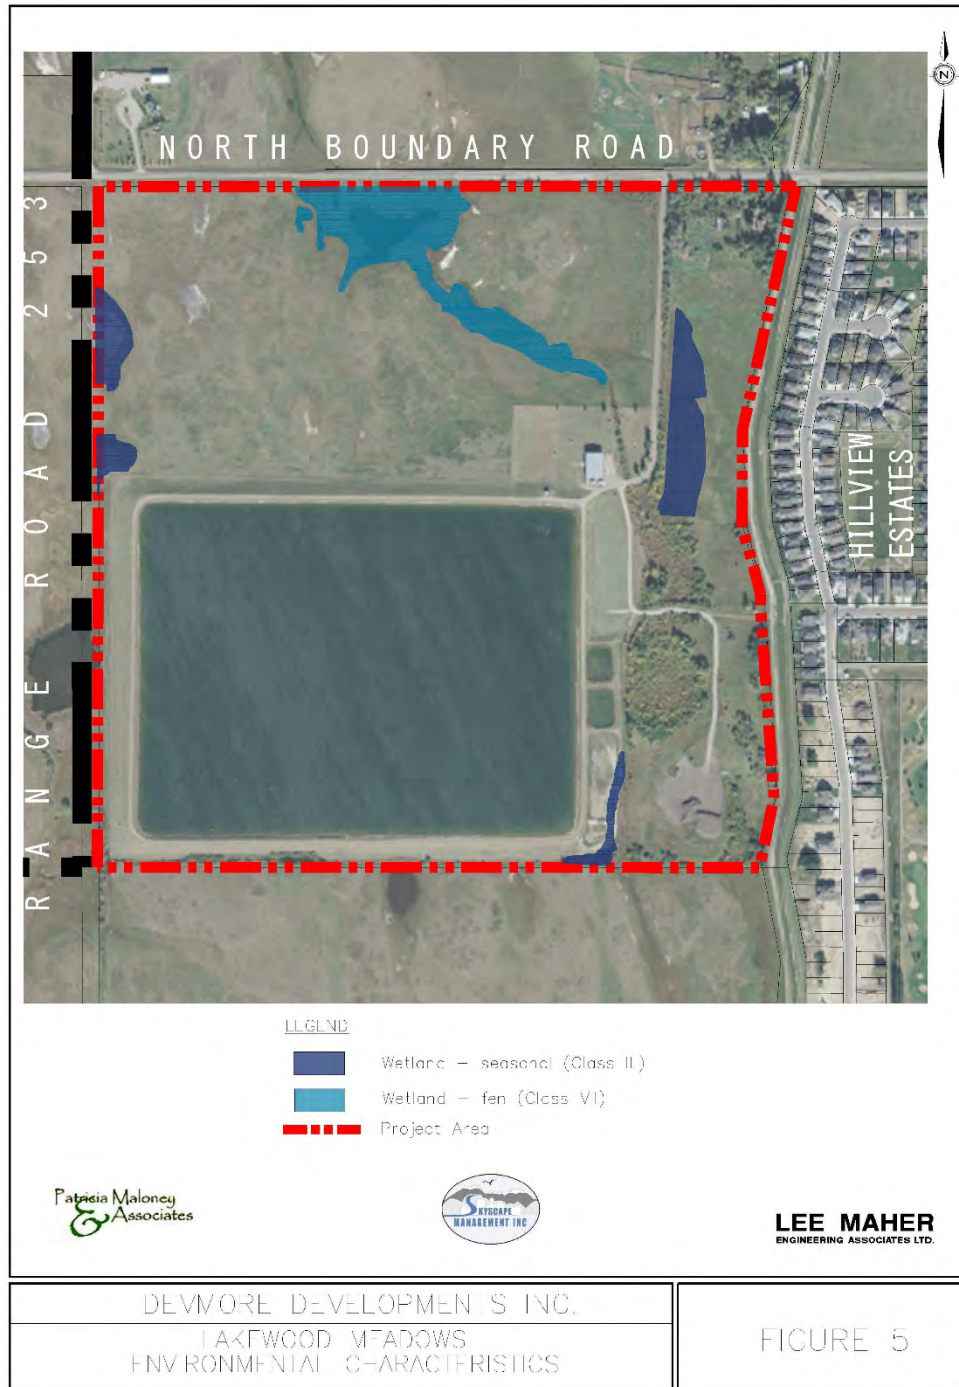 N
NORTH BOUNDARY ROAD
RANGE ROAD 253
HILLVIEW
ESTATES
LEGEND
Wetland - seasonal (Class II)
Wetland - fen (Class VI)
Project Area
Patricia Maloney
& Associates
SKYSCAPE
MANAGEMENT INC
LEE MAHER
ENGINEERING ASSOCIATES LTD.
DEVMORE DEVELOPMENTS INC.
LAKEWOOD MEADOWS
ENVIRONMENTAL CHARACTERISTICS
FIGURE 5